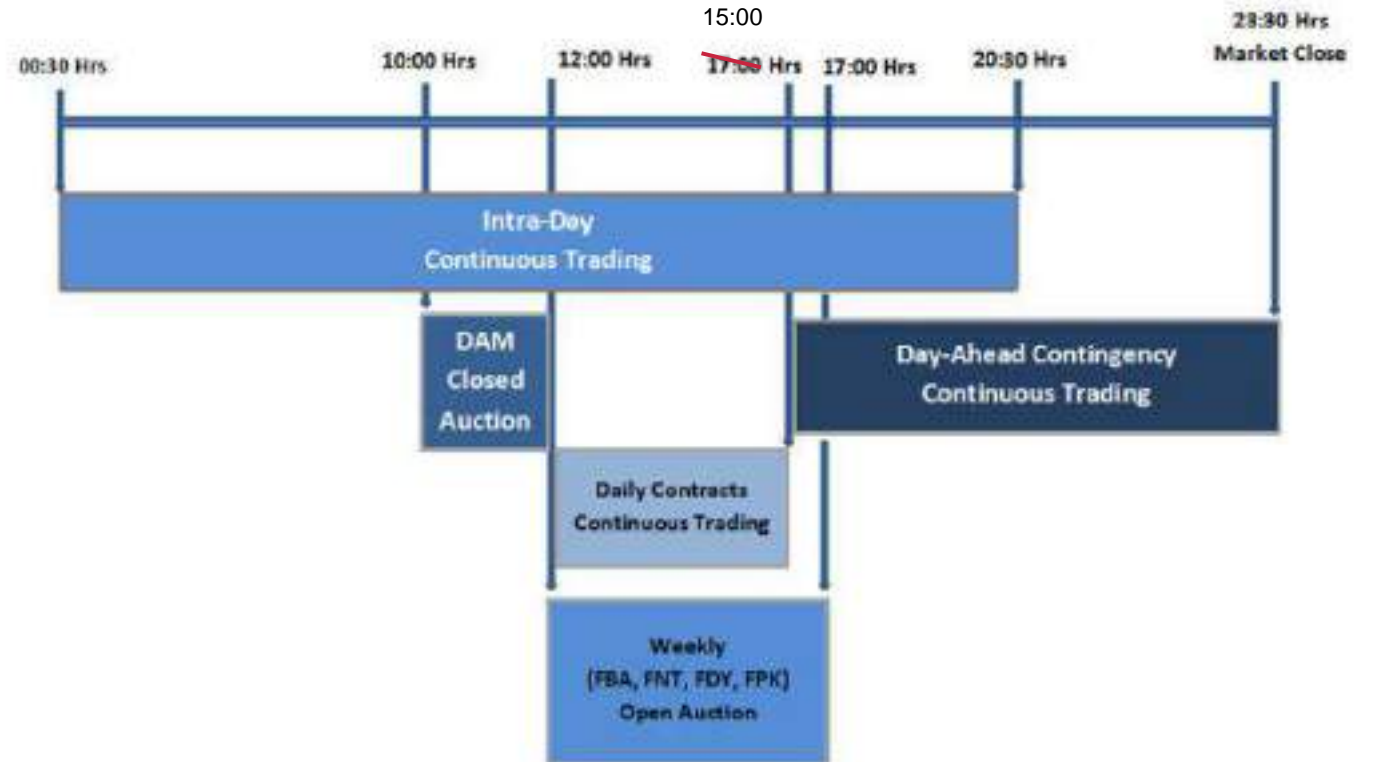 15:00
23:30 Hrs
Market Close
00:30 Hrs
10:00 Hrs
12:00 Hrs
17:00 Hrs
17:00 Hrs
20:30 Hrs
Intra-Day
Continuous Trading
DAM
Closed
Auction
Day-Ahead Contingency
Continuous Trading
Daily Contracts
Continuous Trading
Weekly
(FBA, FNT, FDY, FPK)
Open Auction